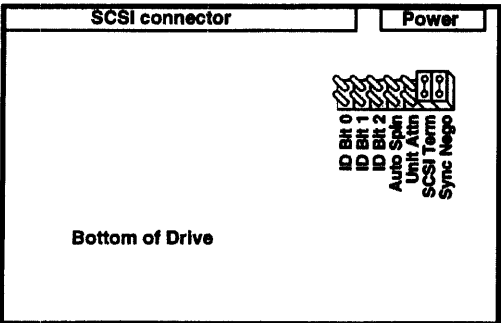 SCSI connector
Power
ID Bit 0
ID Bit 1
ID Bit 2
Auto Spin
Unit Attn
SCSI Term
Sync Nego
Bottom of Drive